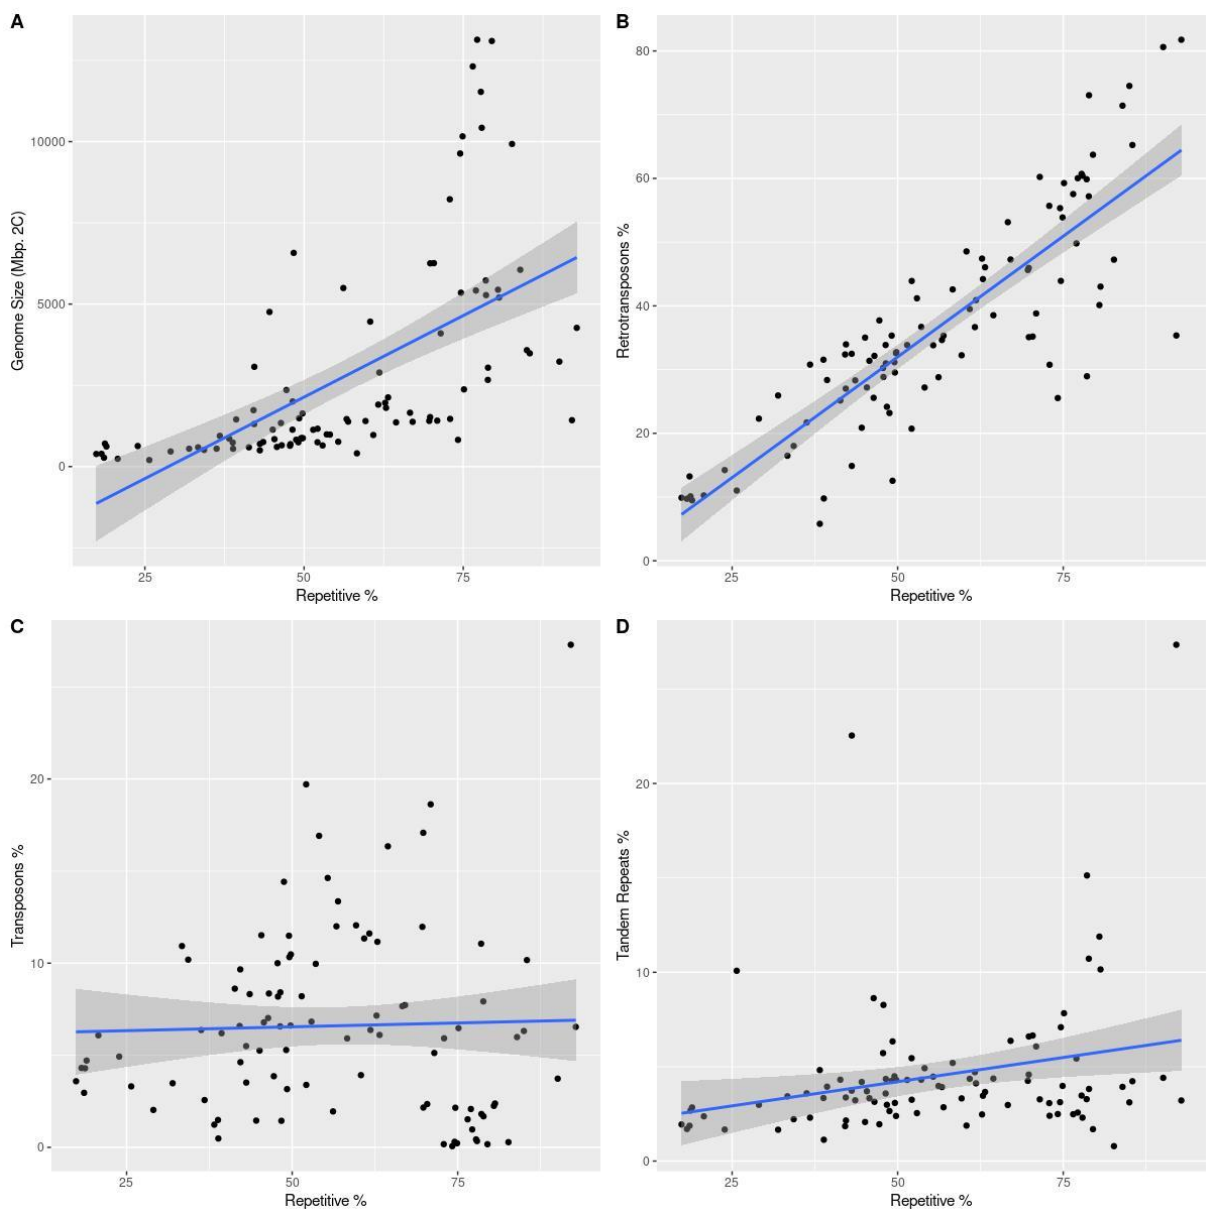 A
Genome Size (Mbp. 2C)
10000
5000
0
25 50 75
Repetitive %
B
Retrotransposons %
80
60
40
20
0
25 50 75
Repetitive %
C
Transposons %
20
10
0
25 50 75
Repetitive %
D
Tandem Repeats %
20
10
0
25 50 75
Repetitive %